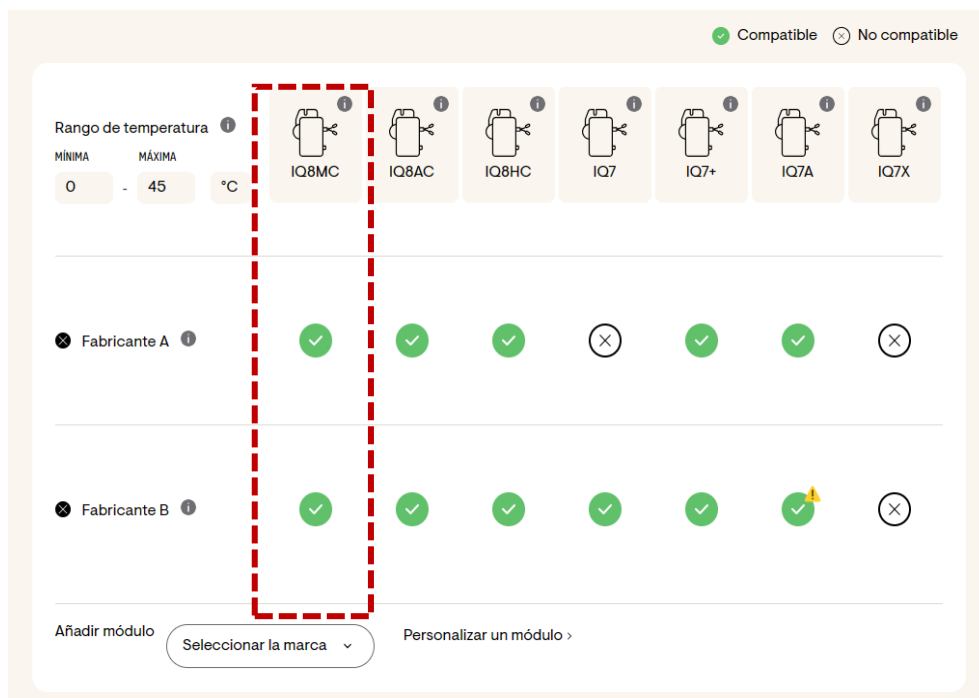 Compatible No compatible
Rango de temperatura
MÍNIMA MÁXIMA
0 - 45 °C
IQ8MC IQ8AC IQ8HC IQ7 IQ7+ IQ7A IQ7X
Fabricante A
Fabricante B
Añadir módulo
Seleccionar la marca
Personalizar un módulo >